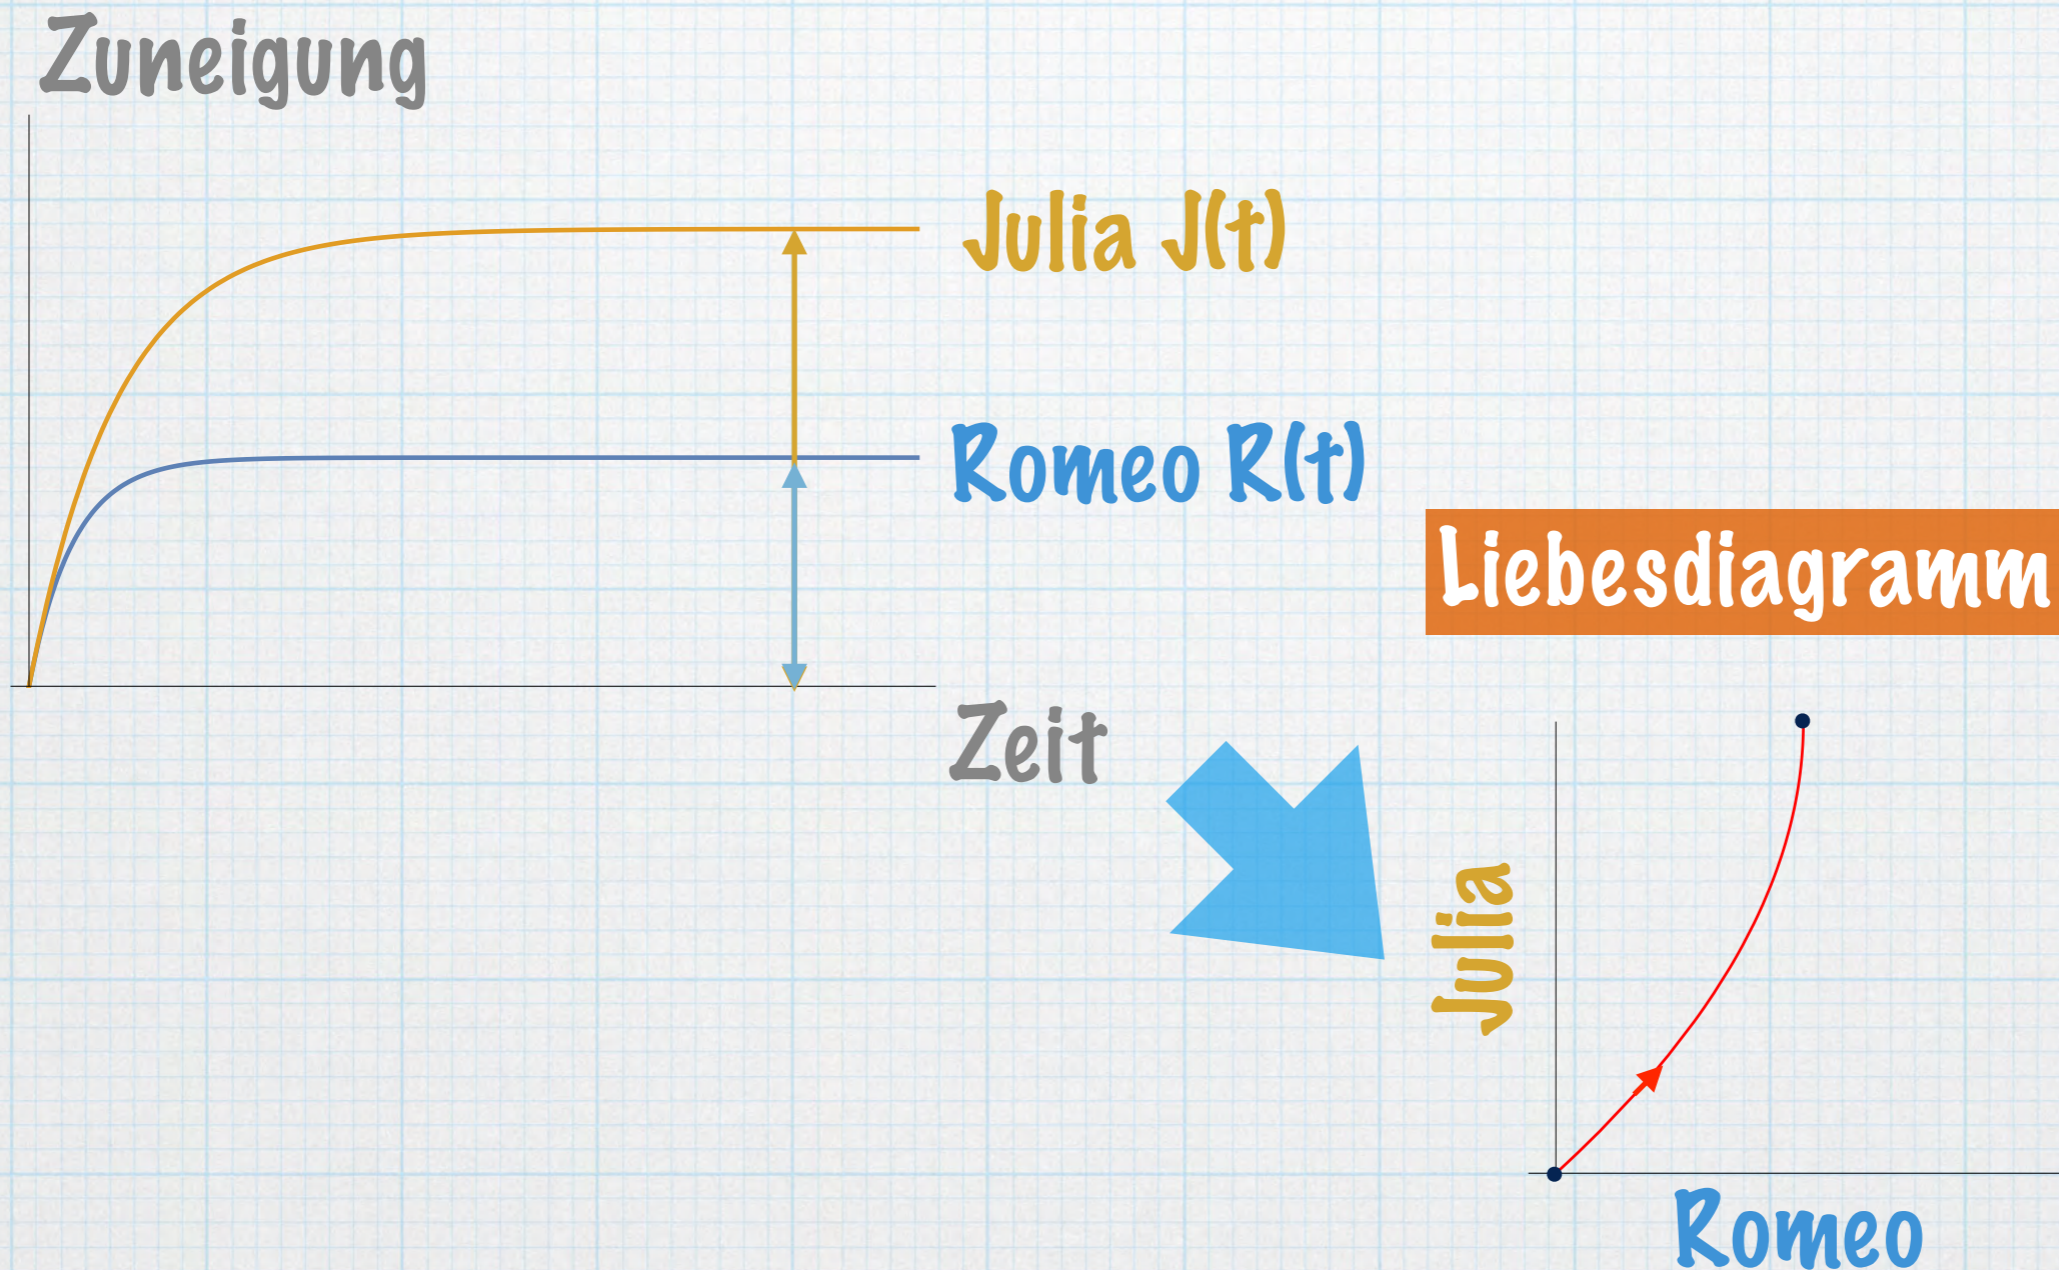 Zuneigung
Julia J(t)
Romeo R(t)
Liebesdiagramm
Zeit
Julia
Romeo